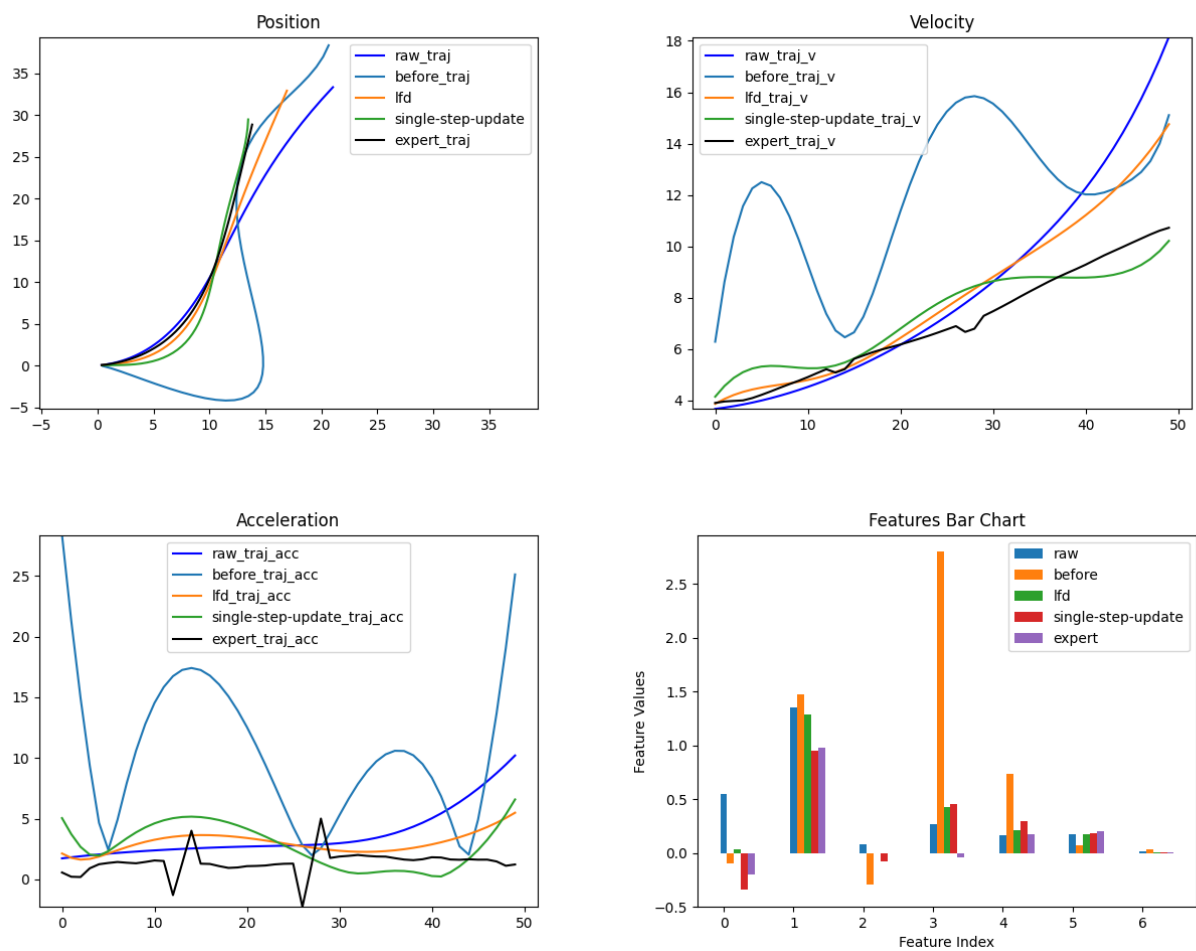 Position
35
30
25
20
15
10
5
0
−5
−5
0
5
10
15
20
25
30
35
raw_traj
before_traj
lfd
single-step-update
expert_traj
Velocity
18
16
14
12
10
8
6
4
0
10
20
30
40
50
raw_traj_v
before_traj_v
lfd_traj_v
single-step-update_traj_v
expert_traj_v
Acceleration
25
20
15
10
5
0
0
10
20
30
40
50
raw_traj_acc
before_traj_acc
lfd_traj_acc
single-step-update_traj_acc
expert_traj_acc
Features Bar Chart
Feature Values
2.5
2.0
1.5
1.0
0.5
0.0
−0.5
0
1
2
3
4
5
6
Feature Index
raw
before
lfd
single-step-update
expert